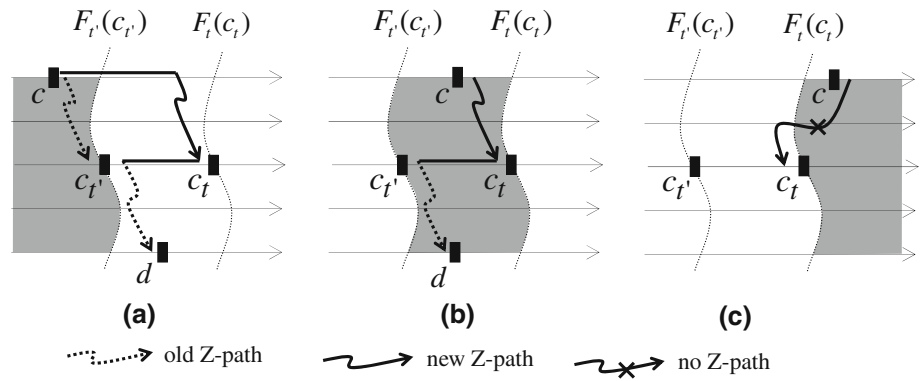 F_{t'}(c_{t'}) F_t(c_t) F_{t'}(c_{t'}) F_t(c_t) F_{t'}(c_{t'}) F_t(c_t)
c c c
c_{t'} c_t c_{t'} c_t c_{t'} c_t
d d
(a) (b) (c)
old Z-path new Z-path no Z-path